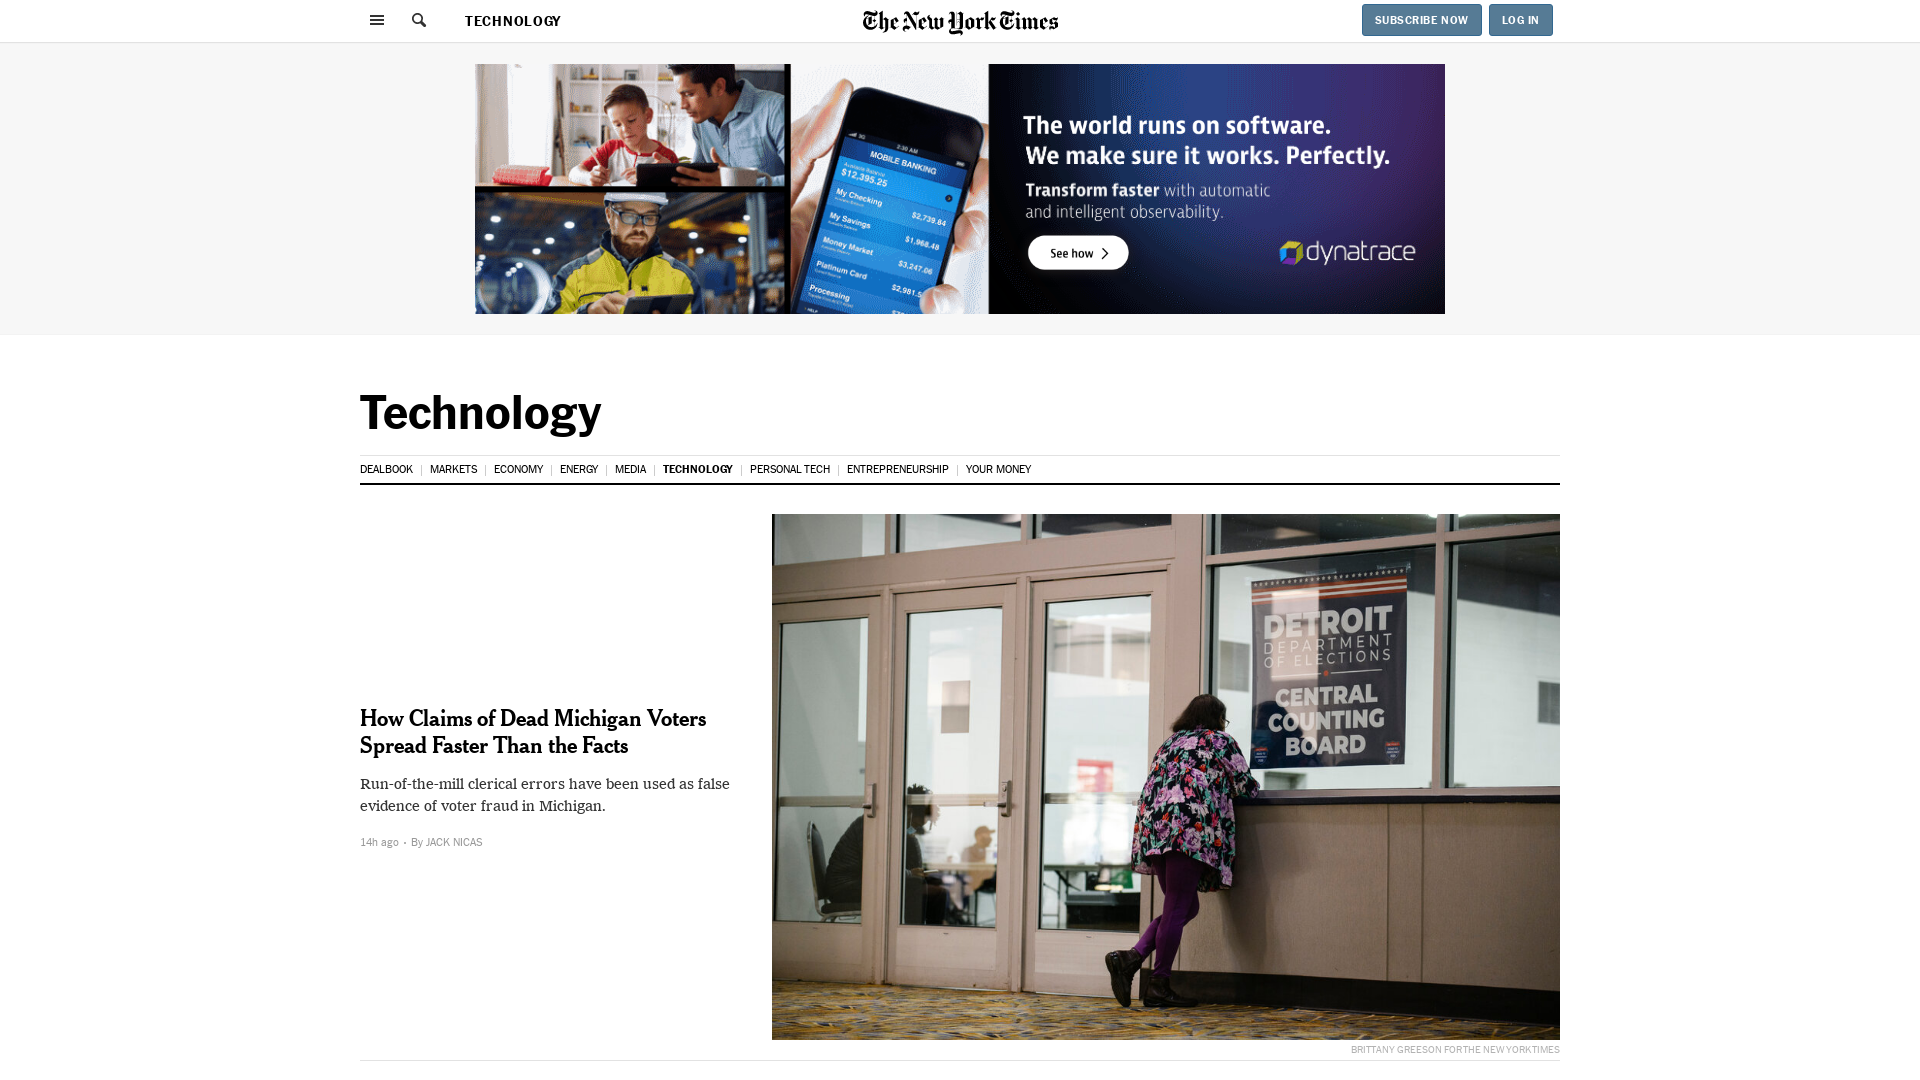 TECHNOLOGY
The New York Times
SUBSCRIBE NOW
LOG IN
2:30 AM
MOBILE BANKING
Available Balance
$12,395.25
My Checking
$2,739.84
My Savings
$1,968.48
Money Market
$3,247.06
Platinum Card
$2,981.5
Processing
The world runs on software.
We make sure it works. Perfectly.
Transform faster with automatic
and intelligent observability.
See how
dynatrace
Technology
DEALBOOK
MARKETS
ECONOMY
ENERGY
MEDIA
TECHNOLOGY
PERSONAL TECH
ENTREPRENEURSHIP
YOUR MONEY
How Claims of Dead Michigan Voters
Spread Faster Than the Facts
Run-of-the-mill clerical errors have been used as false
evidence of voter fraud in Michigan.
14h ago · By JACK NICAS
DETROIT
DEPARTMENT
OF ELECTIONS
CENTRAL
COUNTING
BOARD
BRITTANY GREESON FOR THE NEW YORK TIMES